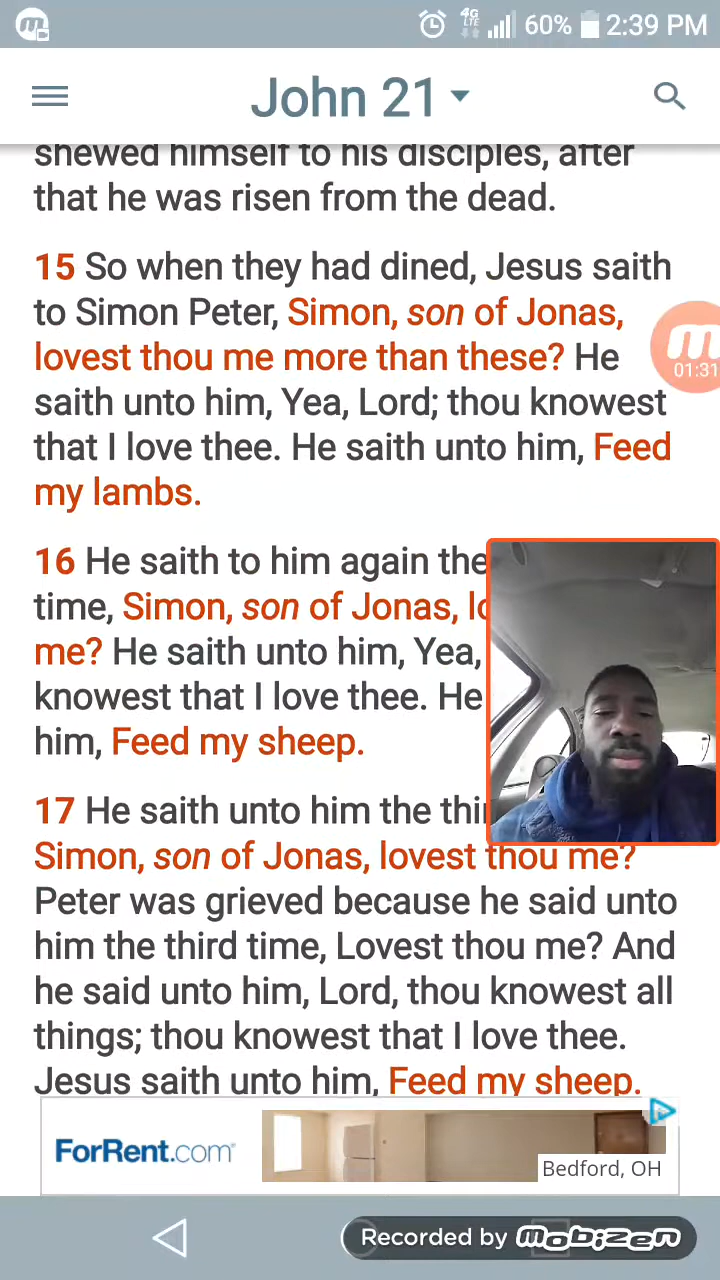 4G
LTE
60%
2:39 PM
John 21
shewed himself to his disciples, after
that he was risen from the dead.
15 So when they had dined, Jesus saith
to Simon Peter, Simon, son of Jonas,
lovest thou me more than these? He
saith unto him, Yea, Lord; thou knowest
that I love thee. He saith unto him, Feed
my lambs.
01:31
16 He saith to him again the
time, Simon, son of Jonas,
me? He saith unto him, Yea,
knowest that I love thee. He
him, Feed my sheep.
17 He saith unto him the
Simon, son of Jonas, lovest thou me?
Peter was grieved because he said unto
him the third time, Lovest thou me? And
he said unto him, Lord, thou knowest all
things; thou knowest that I love thee.
Jesus saith unto him, Feed my sheep.
ForRent.com
Bedford, OH
Recorded by mobizen